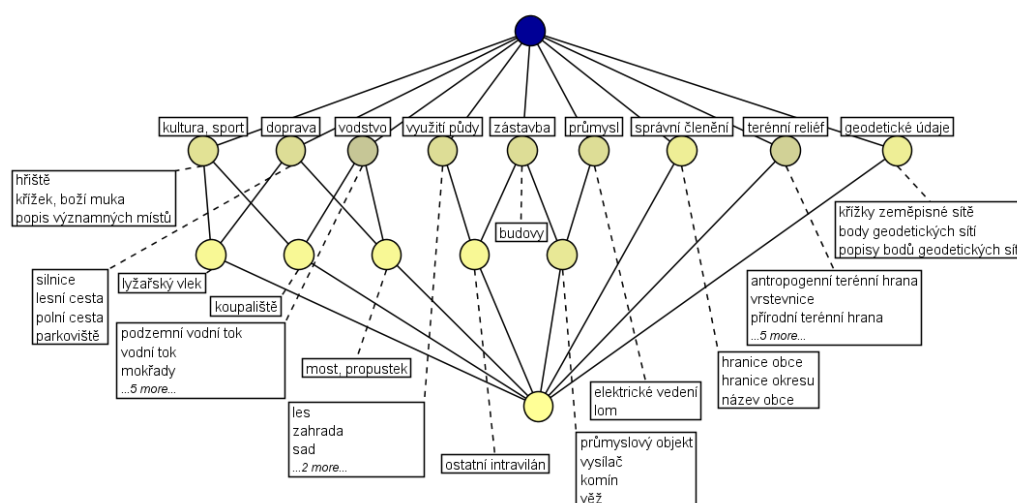 kultura, sport
doprava
vodstvo
využití půdy
zástavba
průmysl
správní členění
terénní reliéf
geodetické údaje
hřiště
křížek, boží muka
popis významných místů
křížky zeměpisné sítě
body geodetických sítí
popisy bodů geodetických sít
budovy
silnice
lesní cesta
polní cesta
parkoviště
lyžařský vlek
koupaliště
antropogenní terénní hrana
vrstevnice
přírodní terénní hrana
...5 more...
podzemní vodní tok
vodní tok
mokřady
...5 more...
most, propustek
hranice obce
hranice okresu
název obce
elektrické vedení
lom
les
zahrada
sad
...2 more...
ostatní intravilán
průmyslový objekt
vysílač
komín
věž